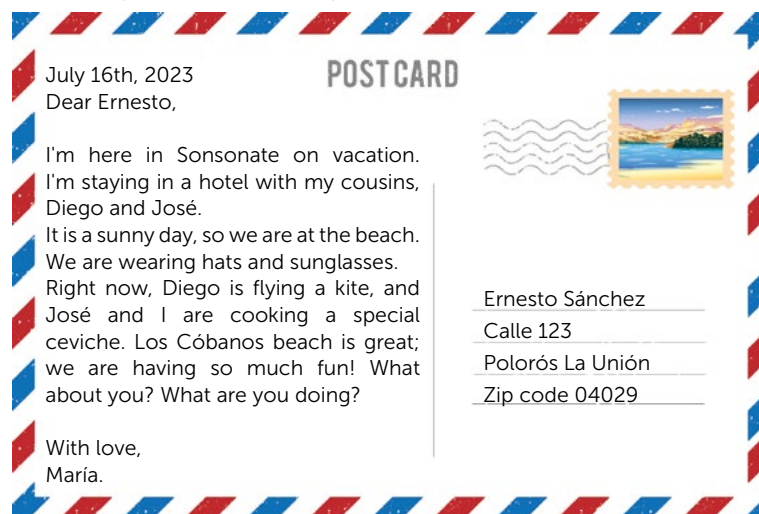 POSTCARD
July 16th, 2023
Dear Ernesto,
I'm here in Sonsonate on vacation.
I'm staying in a hotel with my cousins,
Diego and José.
It is a sunny day, so we are at the beach.
We are wearing hats and sunglasses.
Right now, Diego is flying a kite, and
José and I are cooking a special
ceviche. Los Cóbanos beach is great;
we are having so much fun! What
about you? What are you doing?
With love,
María.
Ernesto Sánchez
Calle 123
Polorós La Unión
Zip code 04029